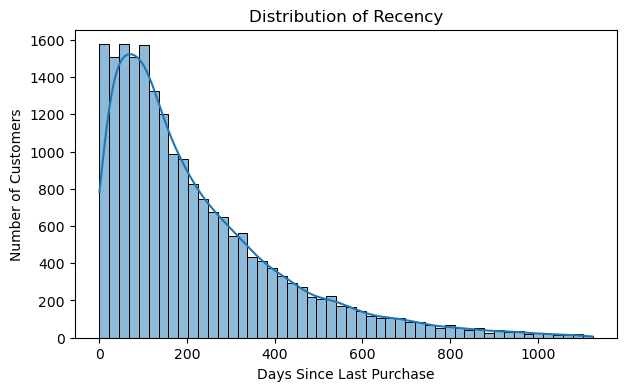 Distribution of Recency
1600
1400
1200
1000
800
600
400
200
0
Number of Customers
0 200 400 600 800 1000
Days Since Last Purchase